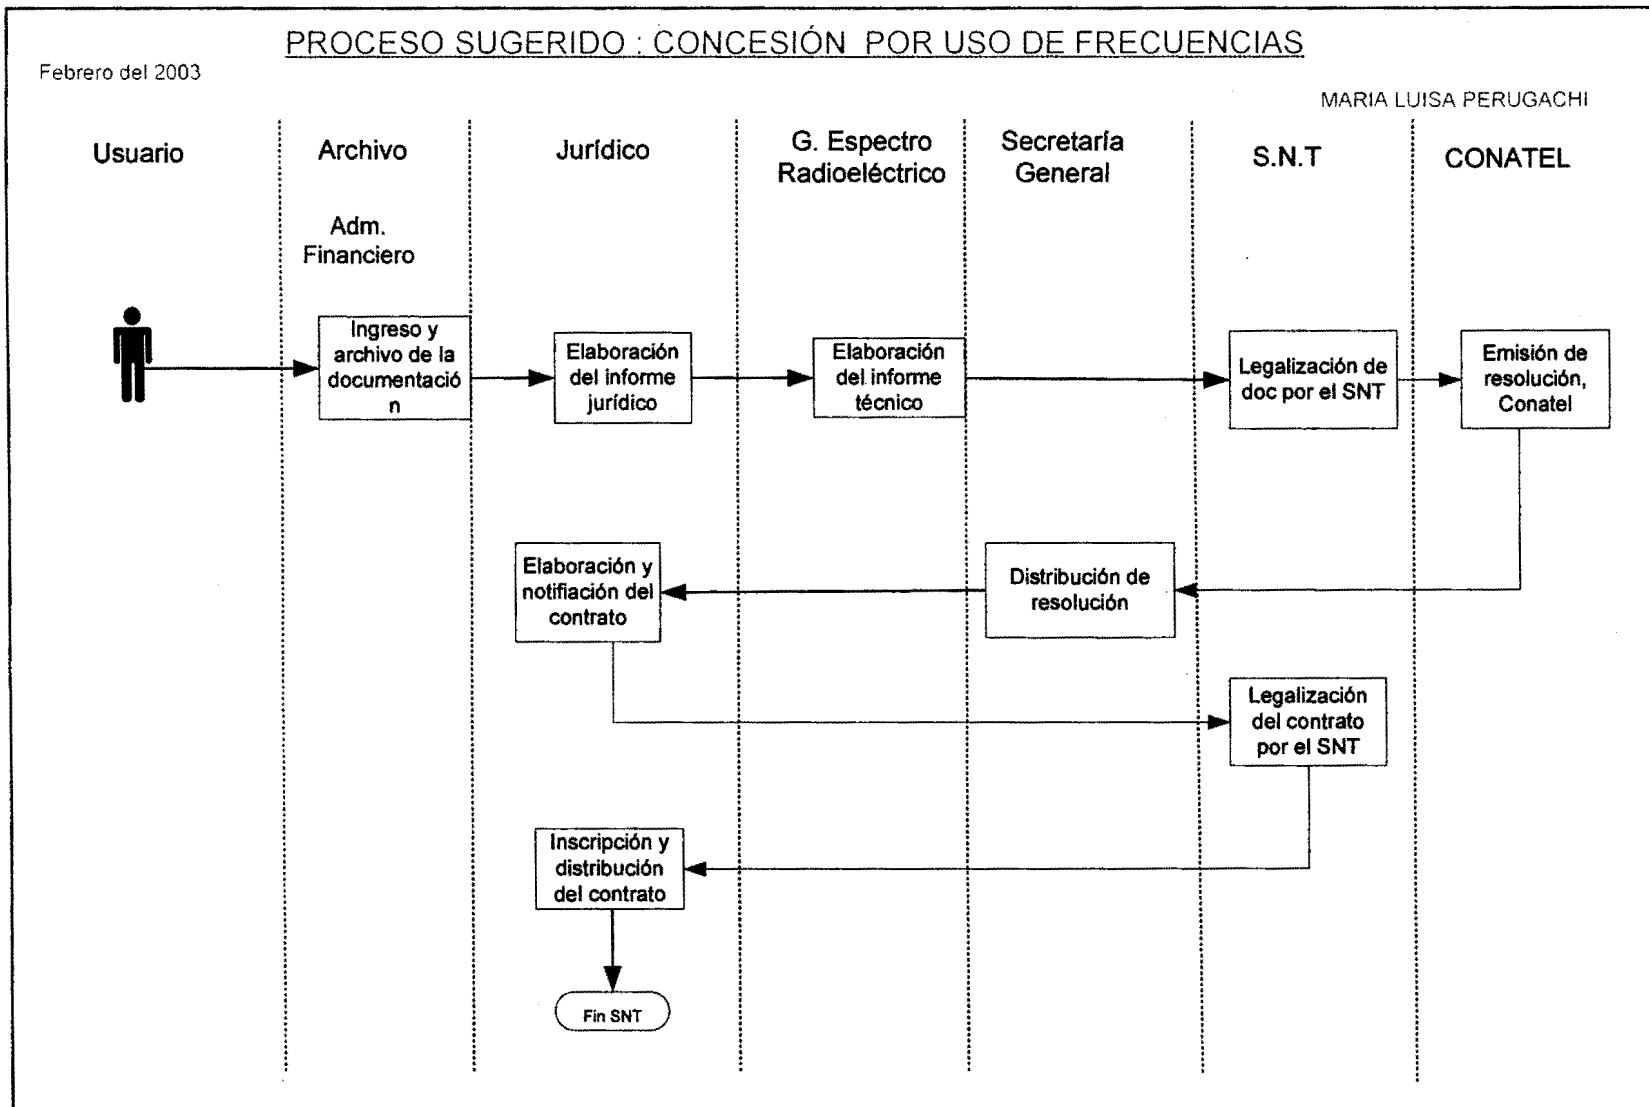 PROCESO SUGERIDO : CONCESIÓN POR USO DE FRECUENCIAS
Febrero del 2003
MARIA LUISA PERUGACHI
Usuario
Archivo
Adm.
Financiero
Jurídico
G. Espectro
Radioeléctrico
Secretaría
General
S.N.T
CONATEL
Ingreso y
archivo de la
documentació
n
Elaboración
del informe
jurídico
Elaboración
del informe
técnico
Legalización de
doc por el SNT
Emisión de
resolución,
Conatel
Elaboración y
notifiación del
contrato
Distribución de
resolución
Legalización
del contrato
por el SNT
Inscripción y
distribución
del contrato
Fin SNT